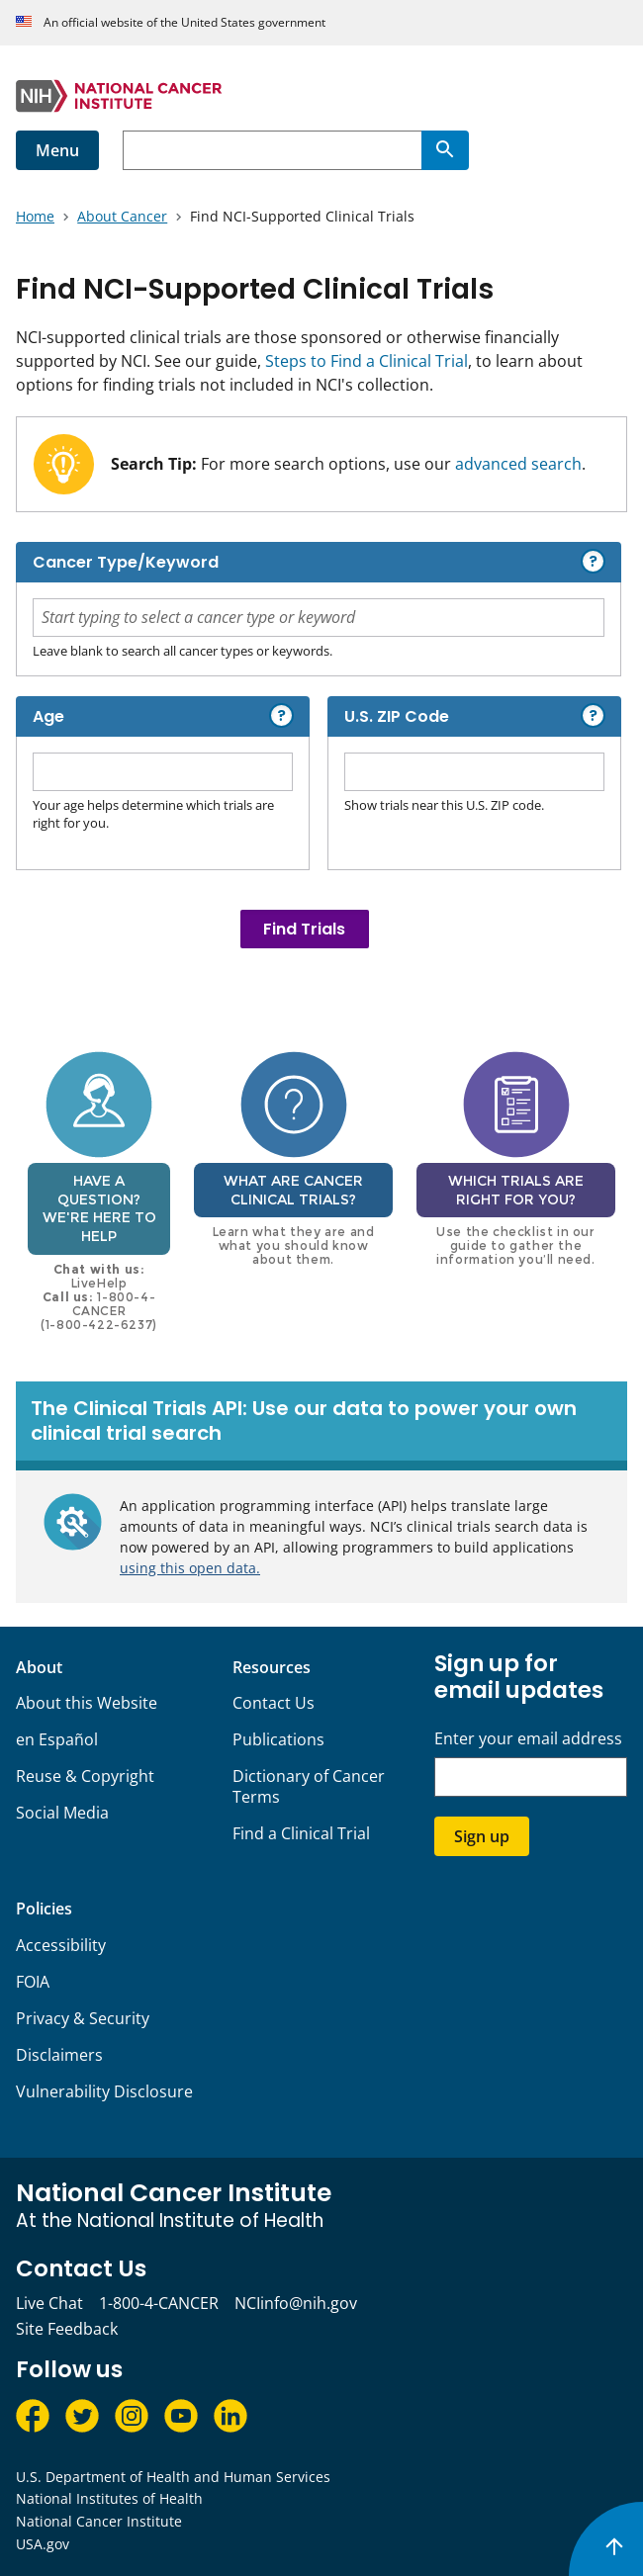 An official website of the United States government
NIH NATIONAL CANCER
INSTITUTE
Menu
Home > About Cancer > Find NCI-Supported Clinical Trials
Find NCI-Supported Clinical Trials
NCI-supported clinical trials are those sponsored or otherwise financially
supported by NCI. See our guide, Steps to Find a Clinical Trial, to learn about
options for finding trials not included in NCI's collection.
Search Tip: For more search options, use our advanced search.
Cancer Type/Keyword ?
Start typing to select a cancer type or keyword
Leave blank to search all cancer types or keywords.
Age ?
Your age helps determine which trials are
right for you.
U.S. ZIP Code ?
Show trials near this U.S. ZIP code.
Find Trials
HAVE A
QUESTION?
WE'RE HERE TO
HELP
Chat with us:
LiveHelp
Call us: 1-800-4-
CANCER
(1-800-422-6237)
?
WHAT ARE CANCER
CLINICAL TRIALS?
Learn what they are and
what you should know
about them.
WHICH TRIALS ARE
RIGHT FOR YOU?
Use the checklist in our
guide to gather the
information you'll need.
The Clinical Trials API: Use our data to power your own
clinical trial search
An application programming interface (API) helps translate large
amounts of data in meaningful ways. NCI’s clinical trials search data is
now powered by an API, allowing programmers to build applications
using this open data.
About
About this Website
en Español
Reuse & Copyright
Social Media
Resources
Contact Us
Publications
Dictionary of Cancer
Terms
Find a Clinical Trial
Sign up for
email updates
Enter your email address
Sign up
Policies
Accessibility
FOIA
Privacy & Security
Disclaimers
Vulnerability Disclosure
National Cancer Institute
At the National Institute of Health
Contact Us
Live Chat 1-800-4-CANCER NCIinfo@nih.gov
Site Feedback
Follow us
U.S. Department of Health and Human Services
National Institutes of Health
National Cancer Institute
USA.gov